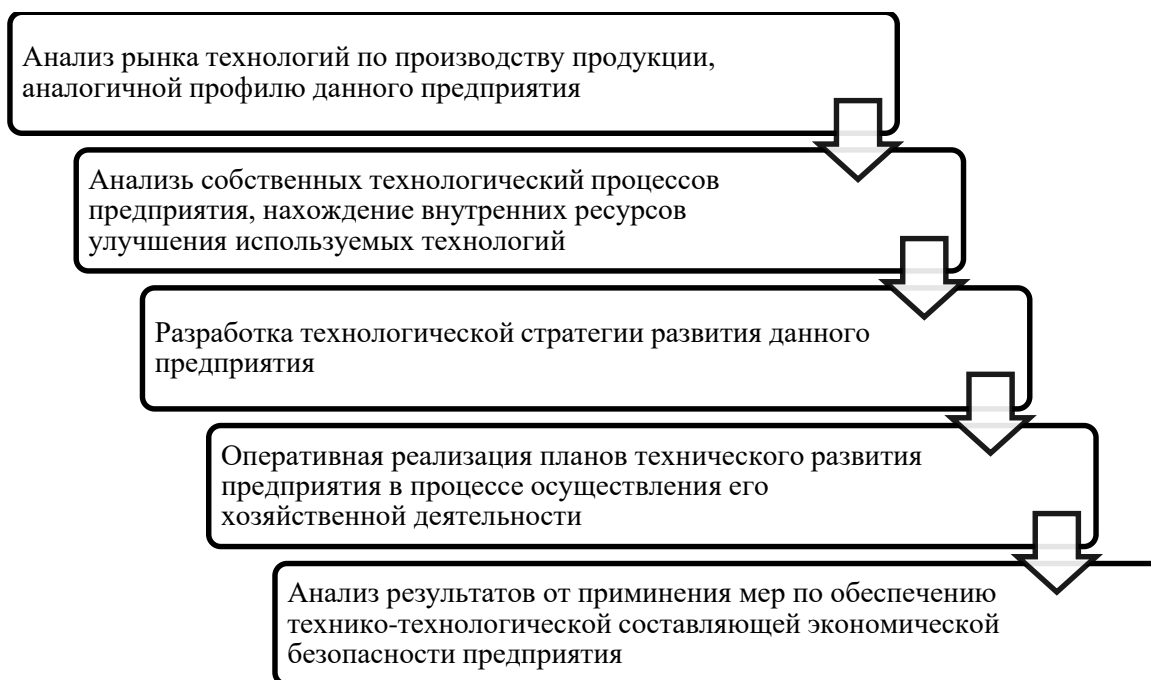 Анализ рынка технологий по производству продукции,
аналогичной профилю данного предприятия
Анализь собственных технологический процессов
предприятия, нахождение внутренних ресурсов
улучшения используемых технологий
Разработка технологической стратегии развития данного
предприятия
Оперативная реализация планов технического развития
предприятия в процессе осуществления его
хозяйственной деятельности
Анализ результатов от приминения мер по обеспечению
технико-технологической составляющей экономической
безопасности предприятия